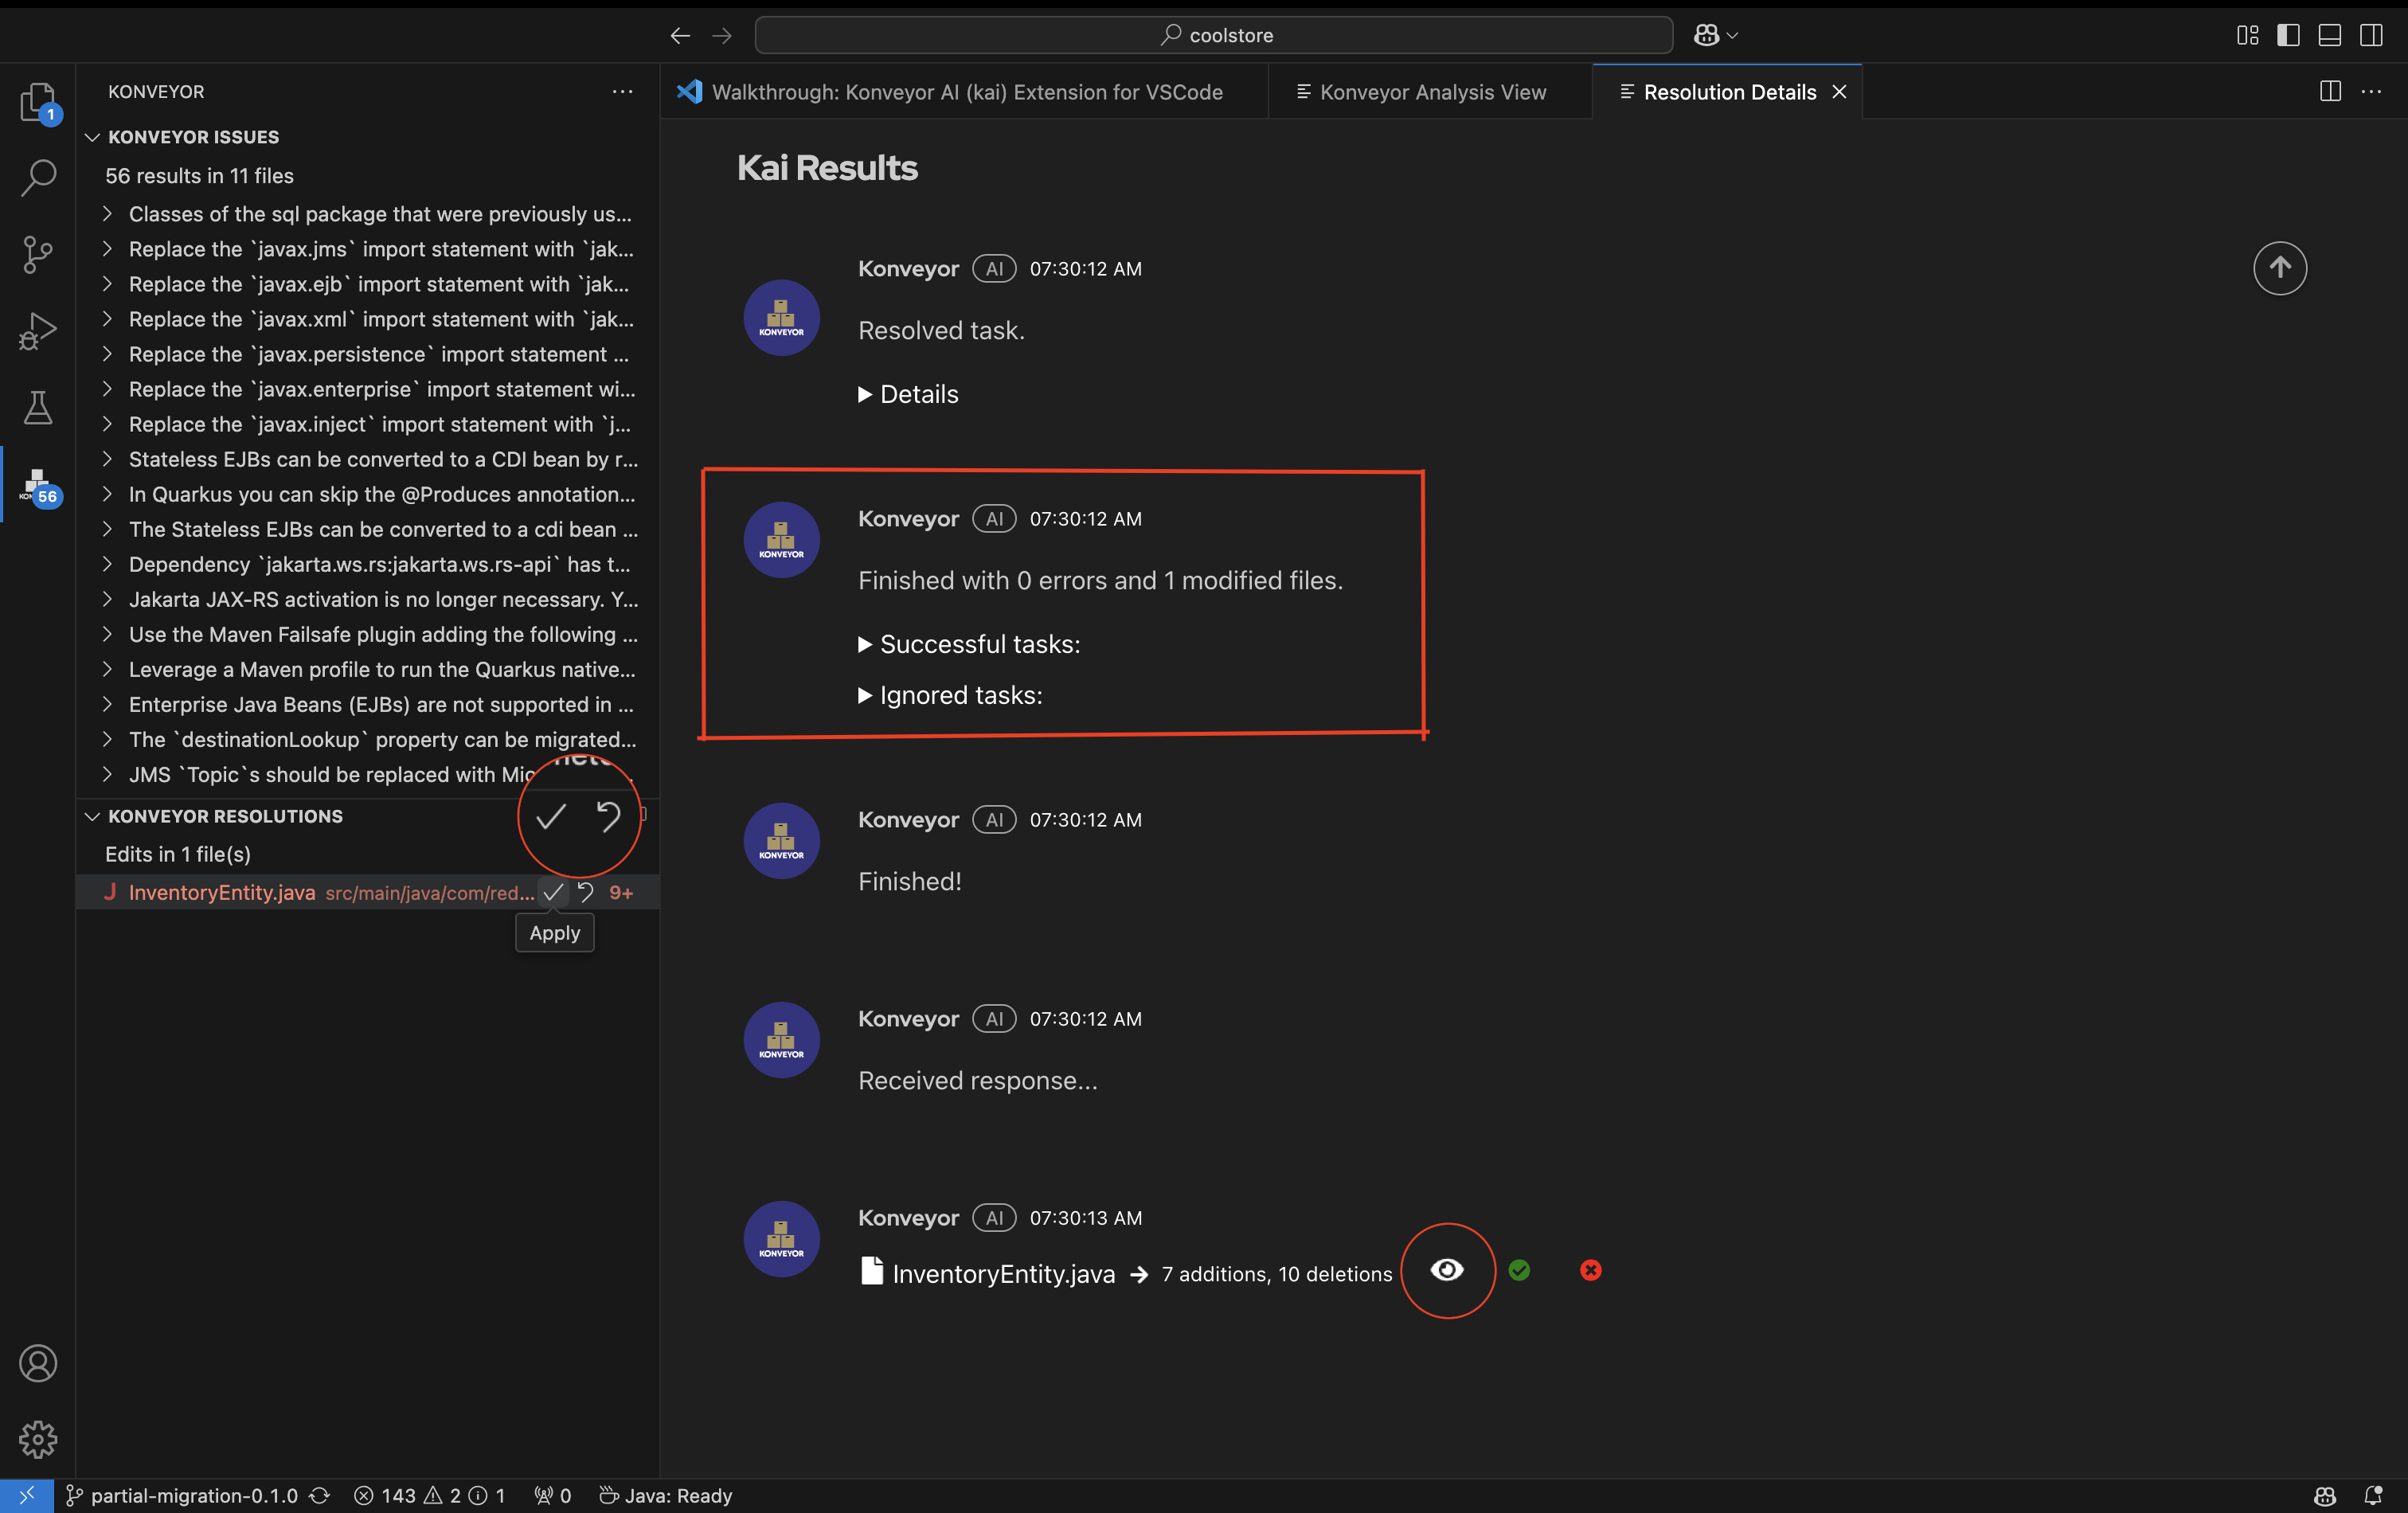 coolstore
KONVEYOR
Walkthrough: Konveyor AI (kai) Extension for VSCode
Konveyor Analysis View
Resolution Details
1
KONVEYOR ISSUES
56 results in 11 files
Classes of the sql package that were previously us...
Replace the `javax.jms` import statement with `jak...
Replace the `javax.ejb` import statement with `jak...
Replace the `javax.xml` import statement with `jak...
Replace the `javax.persistence` import statement ...
Replace the `javax.enterprise` import statement wi...
Replace the `javax.inject` import statement with `j...
Stateless EJBs can be converted to a CDI bean by r...
In Quarkus you can skip the @Produces annotation...
The Stateless EJBs can be converted to a cdi bean ...
Dependency `jakarta.ws.rs:jakarta.ws.rs-api` has t...
Jakarta JAX-RS activation is no longer necessary. Y...
Use the Maven Failsafe plugin adding the following ...
Leverage a Maven profile to run the Quarkus native...
Enterprise Java Beans (EJBs) are not supported in ...
The `destinationLookup` property can be migrated...
JMS `Topic`s should be replaced with Mic
56
KONVEYOR RESOLUTIONS
Edits in 1 file(s)
J InventoryEntity.java src/main/java/com/red... 9+
Apply
Kai Results
Konveyor AI 07:30:12 AM
KONVEYOR
Resolved task.
Details
Konveyor AI 07:30:12 AM
KONVEYOR
Finished with 0 errors and 1 modified files.
Successful tasks:
Ignored tasks:
Konveyor AI 07:30:12 AM
KONVEYOR
Finished!
Konveyor AI 07:30:12 AM
KONVEYOR
Received response...
Konveyor AI 07:30:13 AM
KONVEYOR
InventoryEntity.java → 7 additions, 10 deletions
partial-migration-0.1.0 143 2 1 0 Java: Ready